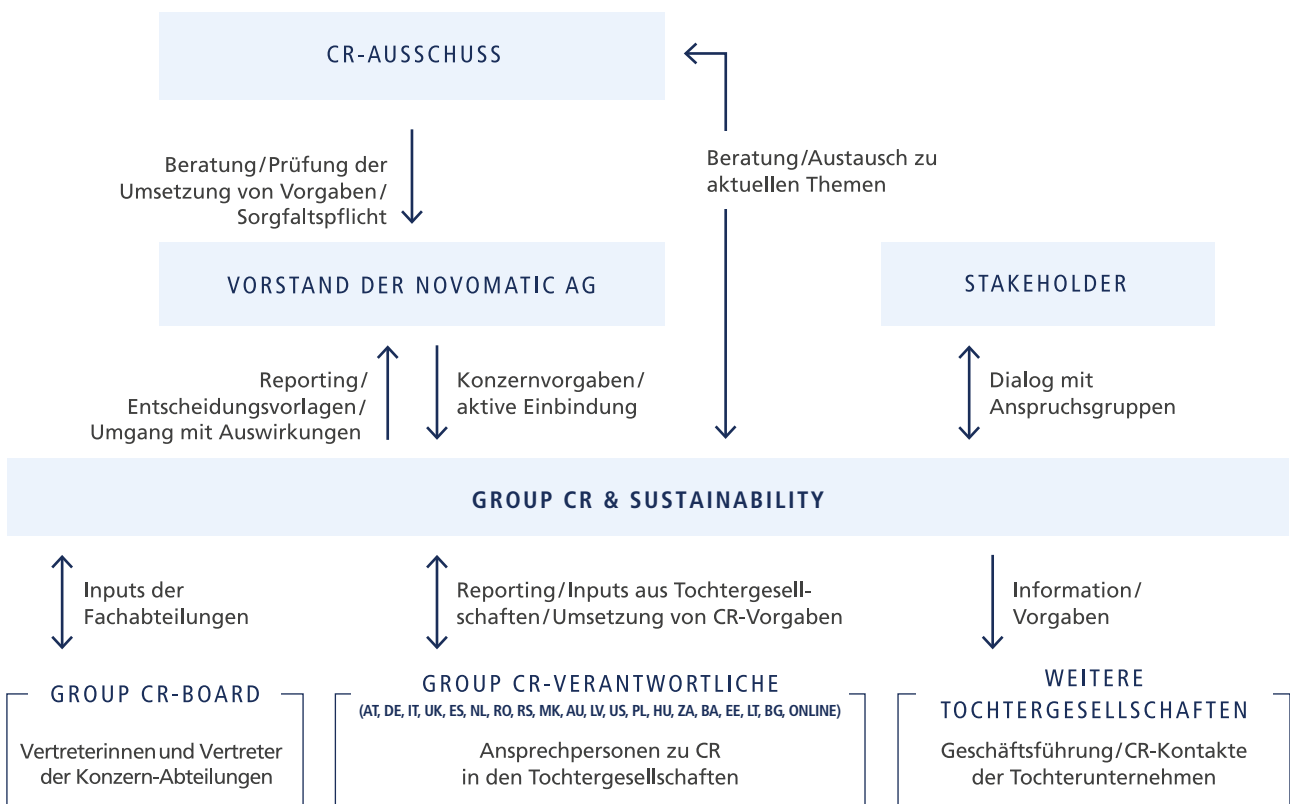 CR-AUSSCHUSS
Beratung/Prüfung der
Umsetzung von Vorgaben/
Sorgfaltspflicht
Beratung/Austausch zu
aktuellen Themen
VORSTAND DER NOVOMATIC AG
STAKEHOLDER
Reporting/
Entscheidungsvorlagen/
Umgang mit Auswirkungen
Konzernvorgaben/
aktive Einbindung
Dialog mit
Anspruchsgruppen
GROUP CR & SUSTAINABILITY
Inputs der
Fachabteilungen
Reporting/Inputs aus Tochtergesell-
schaften/Umsetzung von CR-Vorgaben
Information/
Vorgaben
GROUP CR-BOARD
Vertreterinnen und Vertreter
der Konzern-Abteilungen
GROUP CR-VERANTWORTLICHE
(AT, DE, IT, UK, ES, NL, RO, RS, MK, AU, LV, US, PL, HU, ZA, BA, EE, LT, BG, ONLINE)
Ansprechpersonen zu CR
in den Tochtergesellschaften
WEITERE
TOCHTERGESELLSCHAFTEN
Geschäftsführung/CR-Kontakte
der Tochterunternehmen